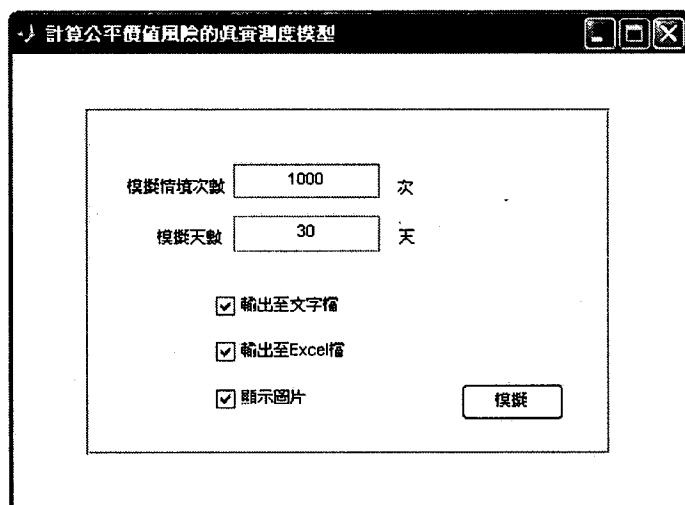 計算公平價值風險的真實測度模型
模擬情境次數 1000 次
模擬天數 30 天
輸出至文字檔
輸出至Excel檔
顯示圖片
模擬